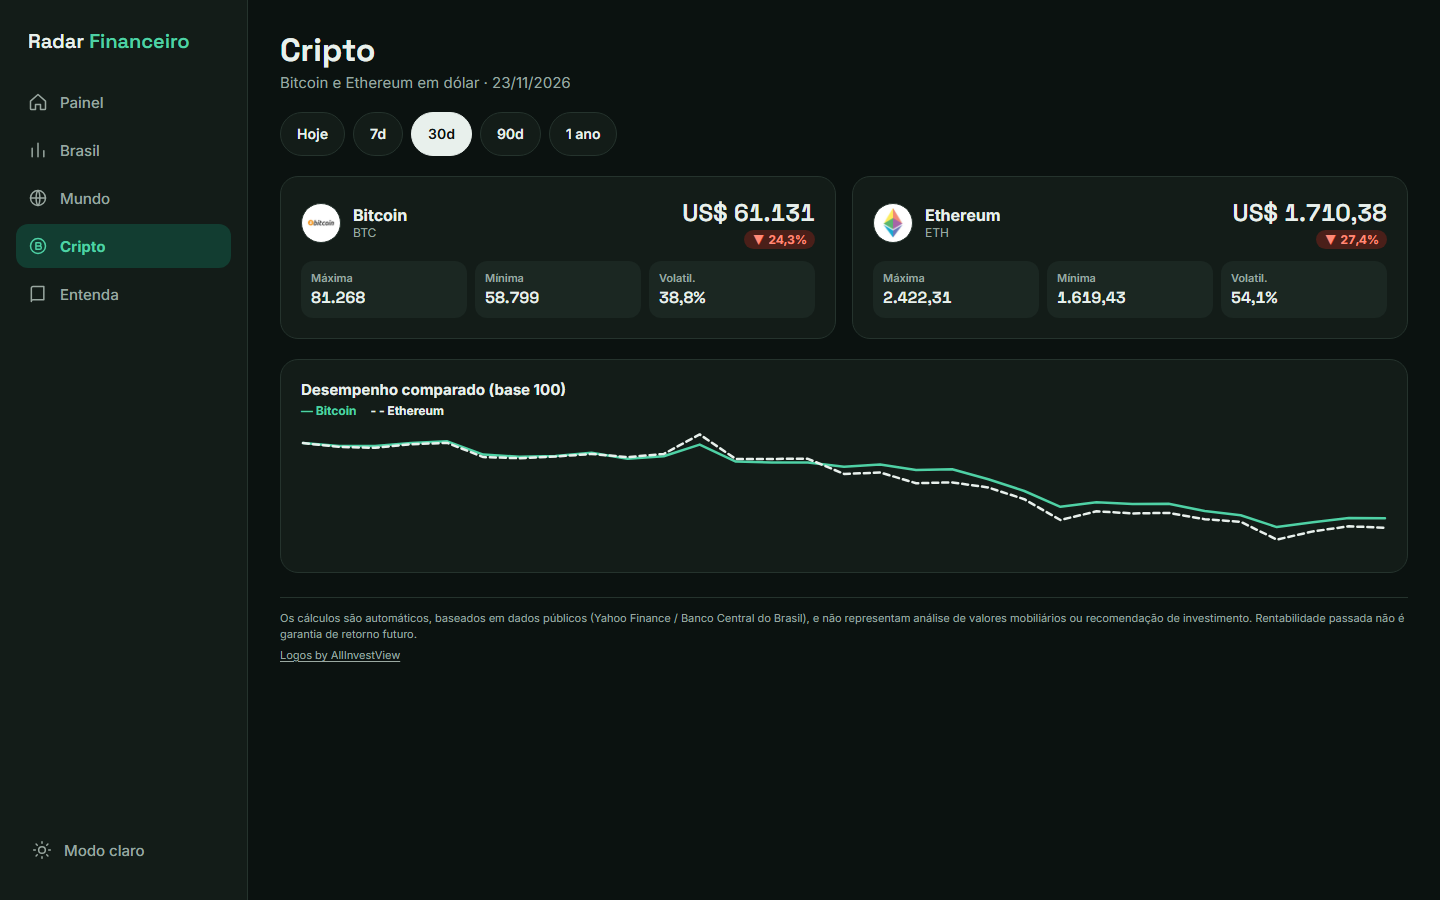 Radar Financeiro
Painel
Brasil
Mundo
Cripto
Entenda
Modo claro
Cripto
Bitcoin e Ethereum em dólar · 23/11/2026
Hoje
7d
30d
90d
1 ano
bitcoin
Bitcoin
BTC
US$ 61.131
▼ 24,3%
Máxima
81.268
Mínima
58.799
Volatil.
38,8%
Ethereum
ETH
US$ 1.710,38
▼ 27,4%
Máxima
2.422,31
Mínima
1.619,43
Volatil.
54,1%
Desempenho comparado (base 100)
— Bitcoin - - Ethereum
Os cálculos são automáticos, baseados em dados públicos (Yahoo Finance / Banco Central do Brasil), e não representam análise de valores mobiliários ou recomendação de investimento. Rentabilidade passada não é
garantia de retorno futuro.
Logos by AllInvestView